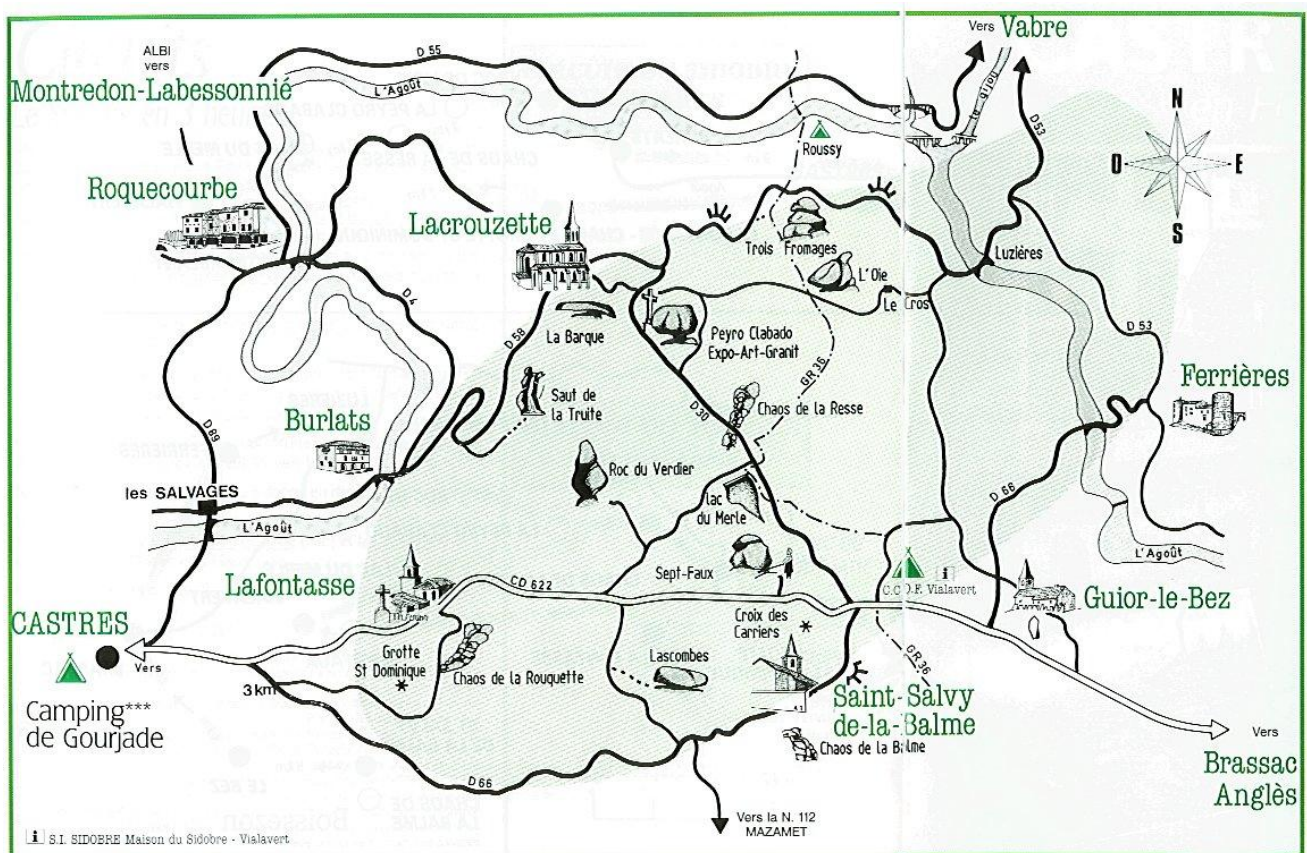 Vers Vabre
ALBI
vers
D 55
Montredon-Labessonnié
L'Agoût
Le Gijou
D53
N
O E
S
Roussy
Roquecourbe
Lacrouzette
Trois Fromages
L'Oie
Luzières
Le Cros
D 4
La Barque
D 58
Peyro Clabado
Expo-Art-Granit
GR 36
D 53
Ferrières
Saut de
la Truite
Chaos de la Resse
D30
D 89
Burlats
Roc du Verdier
les SALVAGES
L'Agoût
lac
du Merle
D 66
L'Agoût
Lafontasse
CD 622
Sept-Faux
C.C.O.F. Vialavert
i
Guior-le-Bez
CASTRES
Vers
Croix des
Carriers
Grotte
St Dominique
Chaos de la Rouquette
Lascombes
GR 36
3 km
Saint-Salvy
de-la-Balme
Camping***
de Gourjade
Chaos de la Balme
Vers
Brassac
Anglès
D 66
Vers la N. 112
MAZAMET
i S.I. SIDOBRE Maison du Sidobre - Vialavert